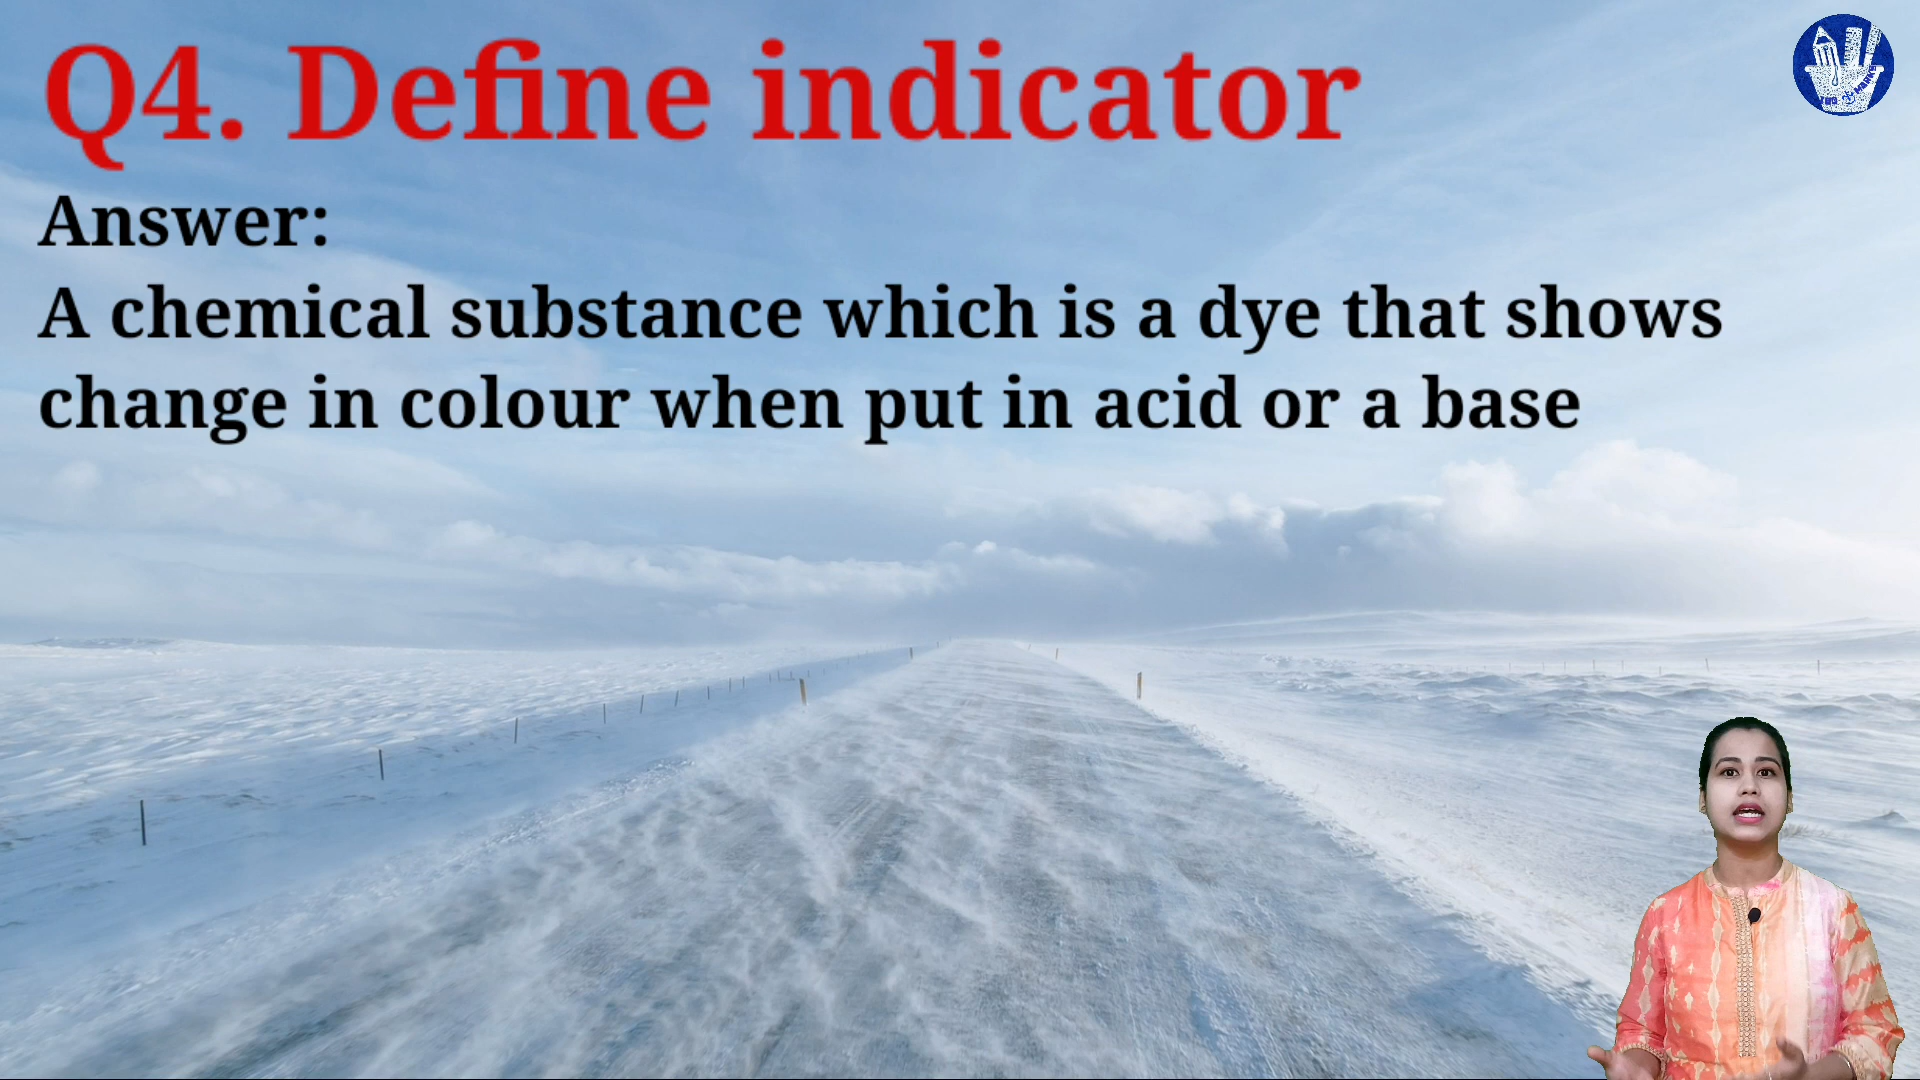 Q4. Define indicator
Answer:
A chemical substance which is a dye that shows
change in colour when put in acid or a base